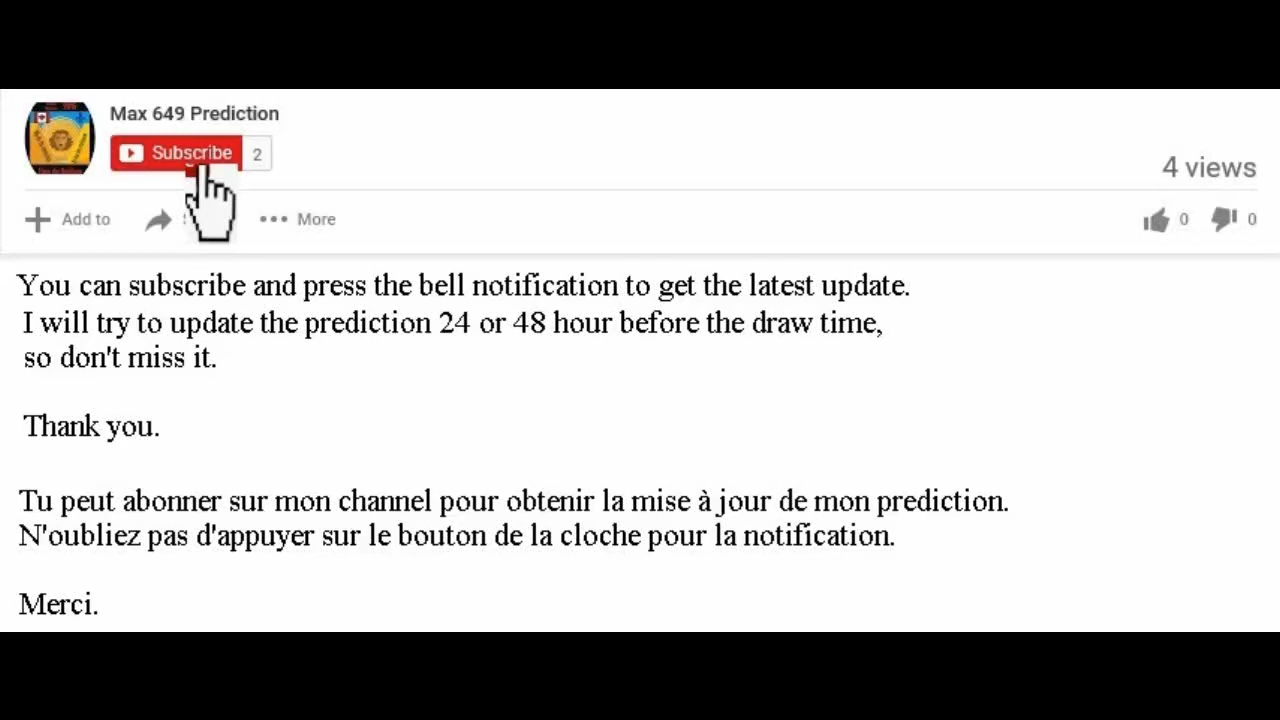 Max 649 Prediction
Subscribe 2
4 views
Add to
More
0 0
You can subscribe and press the bell notification to get the latest update.
I will try to update the prediction 24 or 48 hour before the draw time,
so don't miss it.
Thank you.
Tu peut abonner sur mon channel pour obtenir la mise à jour de mon prediction.
N'oubliez pas d'appuyer sur le bouton de la cloche pour la notification.
Merci.